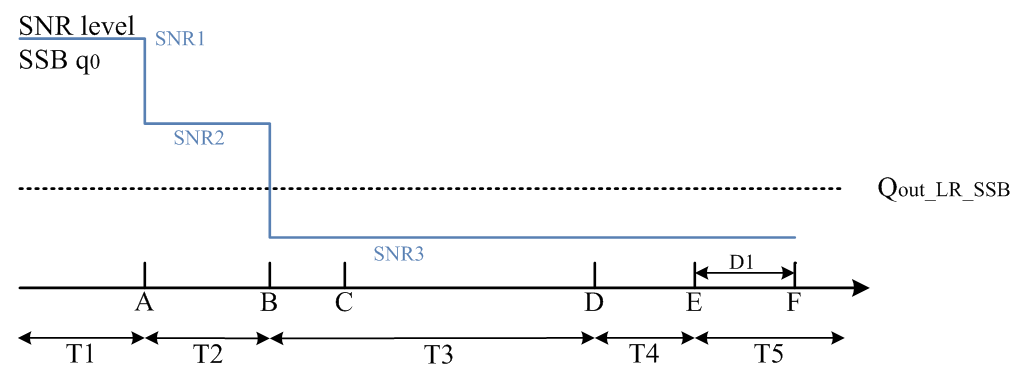 SNR level
SNR1
SSB q0
SNR2
Qout_LR_SSB
SNR3
D1
A B C D E F
T1 T2 T3 T4 T5